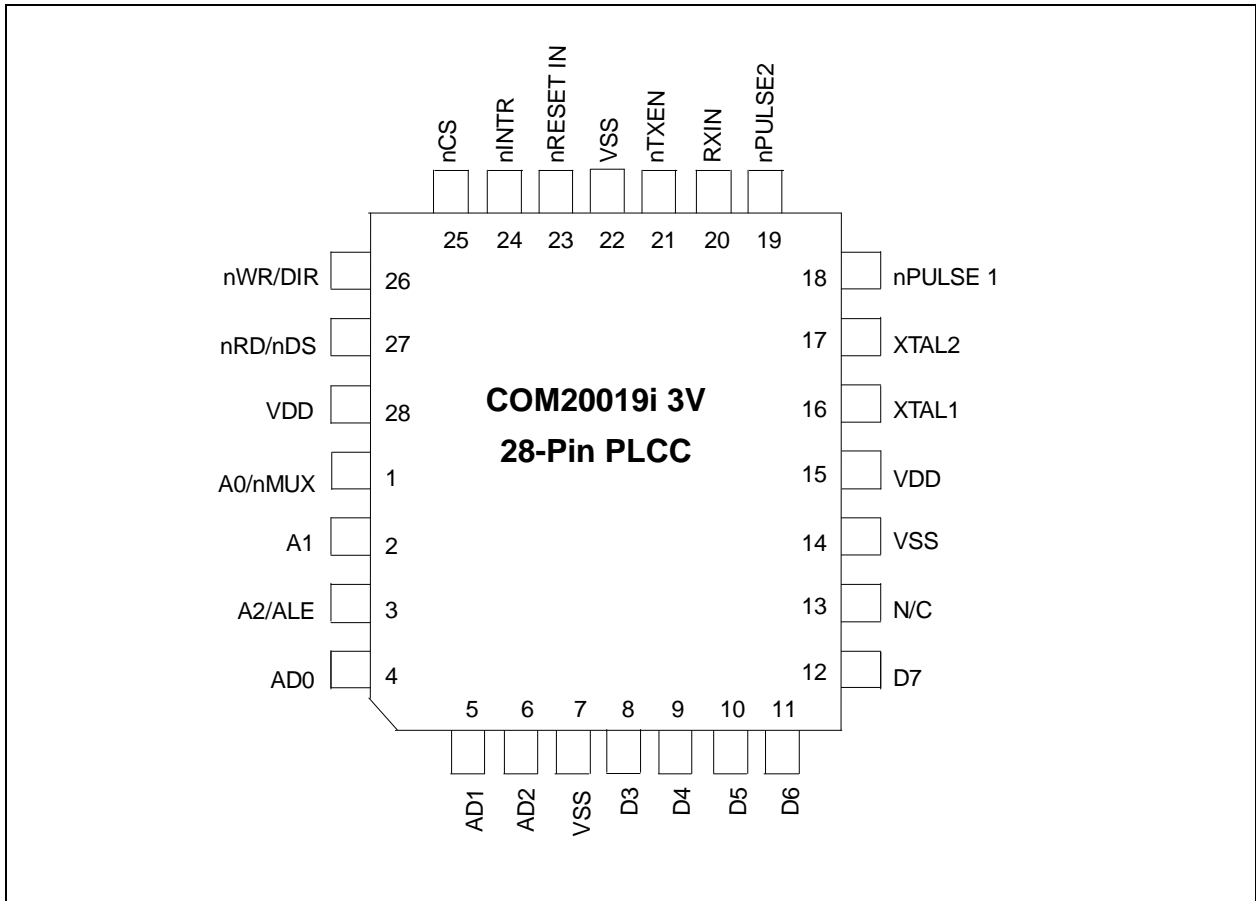 nCS
nINTR
nRESET IN
VSS
nTXEN
RXIN
nPULSE2
25 24 23 22 21 20 19
nWR/DIR 26 18 nPULSE 1
nRD/nDS 27 17 XTAL2
VDD 28 16 XTAL1
COM20019i 3V
28-Pin PLCC
A0/nMUX 1 15 VDD
A1 2 14 VSS
A2/ALE 3 13 N/C
AD0 4 12 D7
5 6 7 8 9 10 11
AD1
AD2
VSS
D3
D4
D5
D6